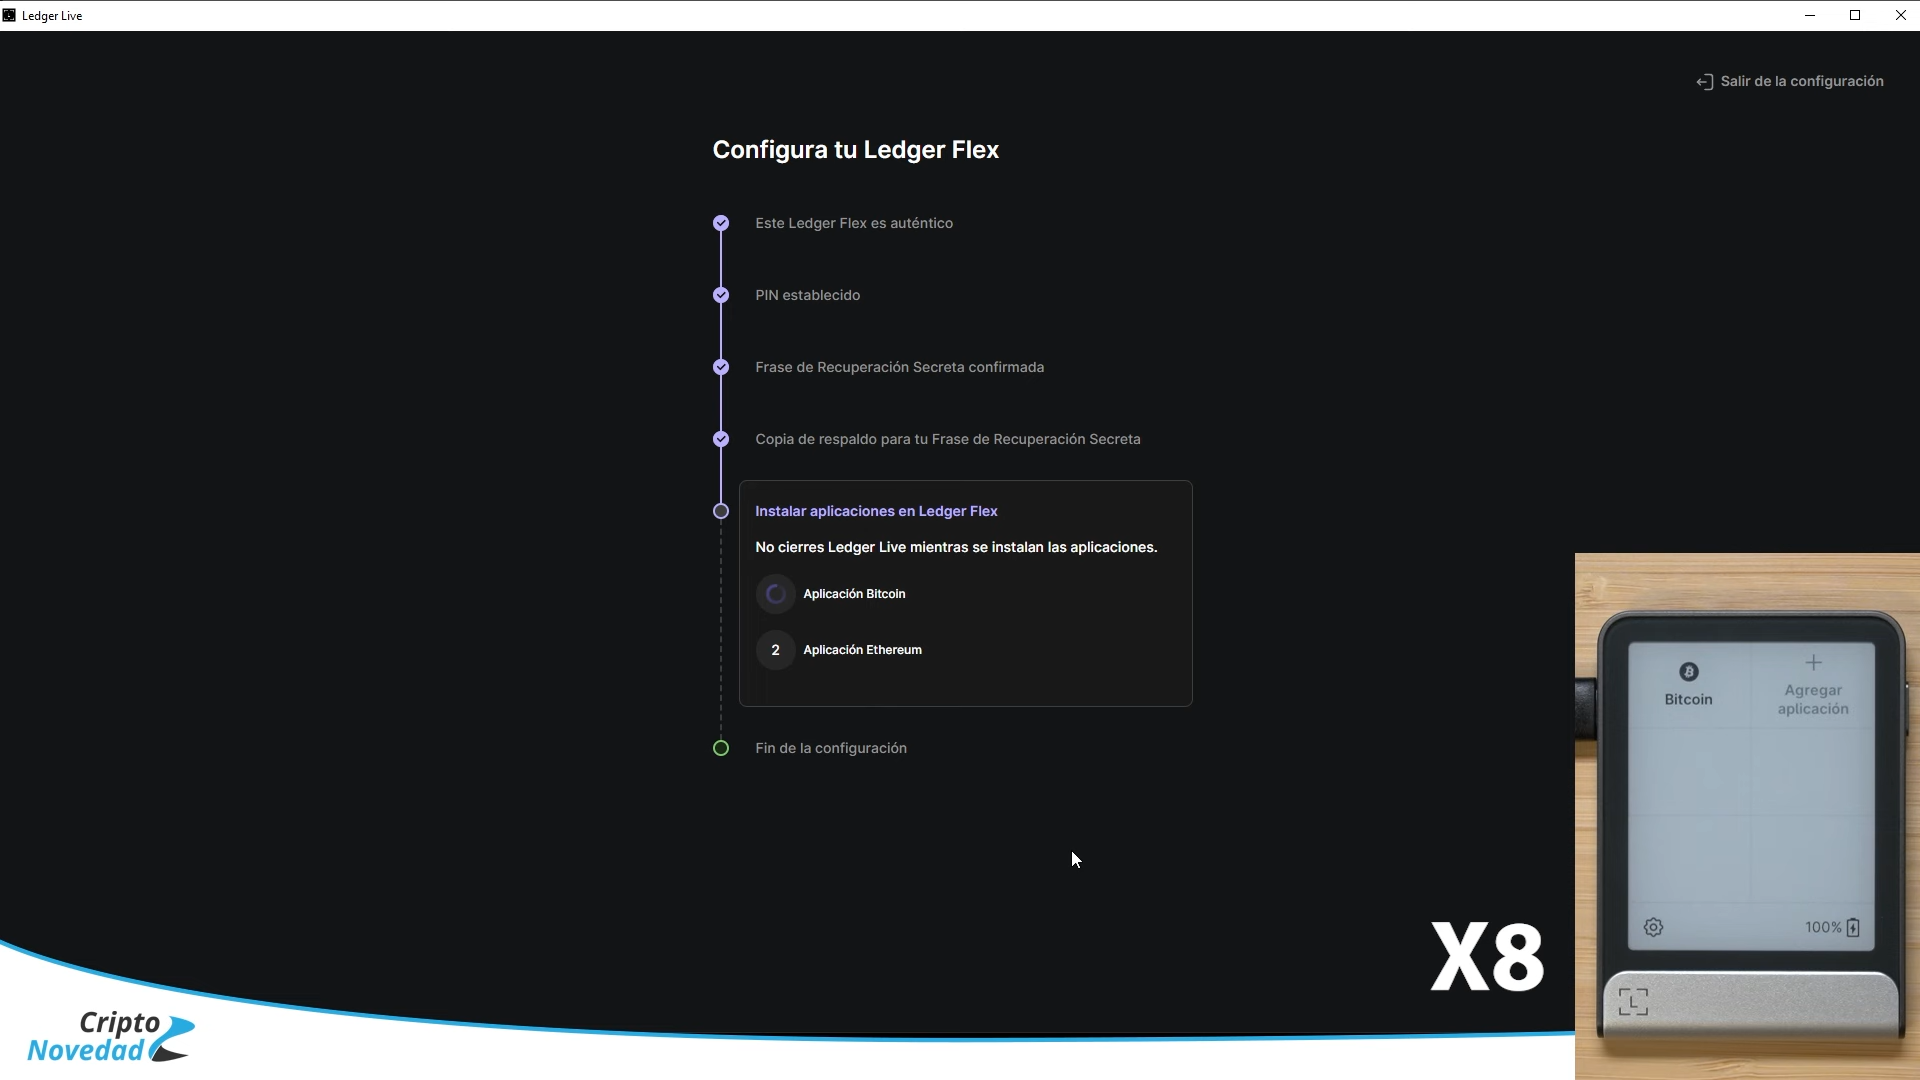 Ledger Live
Salir de la configuración
Configura tu Ledger Flex
Este Ledger Flex es auténtico
PIN establecido
Frase de Recuperación Secreta confirmada
Copia de respaldo para tu Frase de Recuperación Secreta
Instalar aplicaciones en Ledger Flex
No cierres Ledger Live mientras se instalan las aplicaciones.
Aplicación Bitcoin
2 Aplicación Ethereum
Fin de la configuración
Bitcoin
Agregar
aplicación
100%
X8
Cripto
Novedad